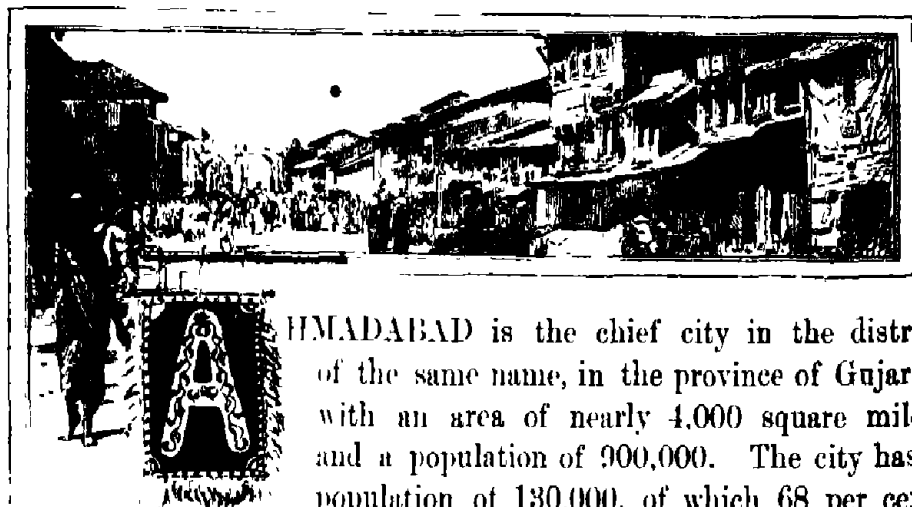 AHMADABAD is the chief city in the distr
of the same name, in the province of Gujar
with an area of nearly 4,000 square mil
and a population of 900,000. The city has
population of 130,000, of which 68 per cen